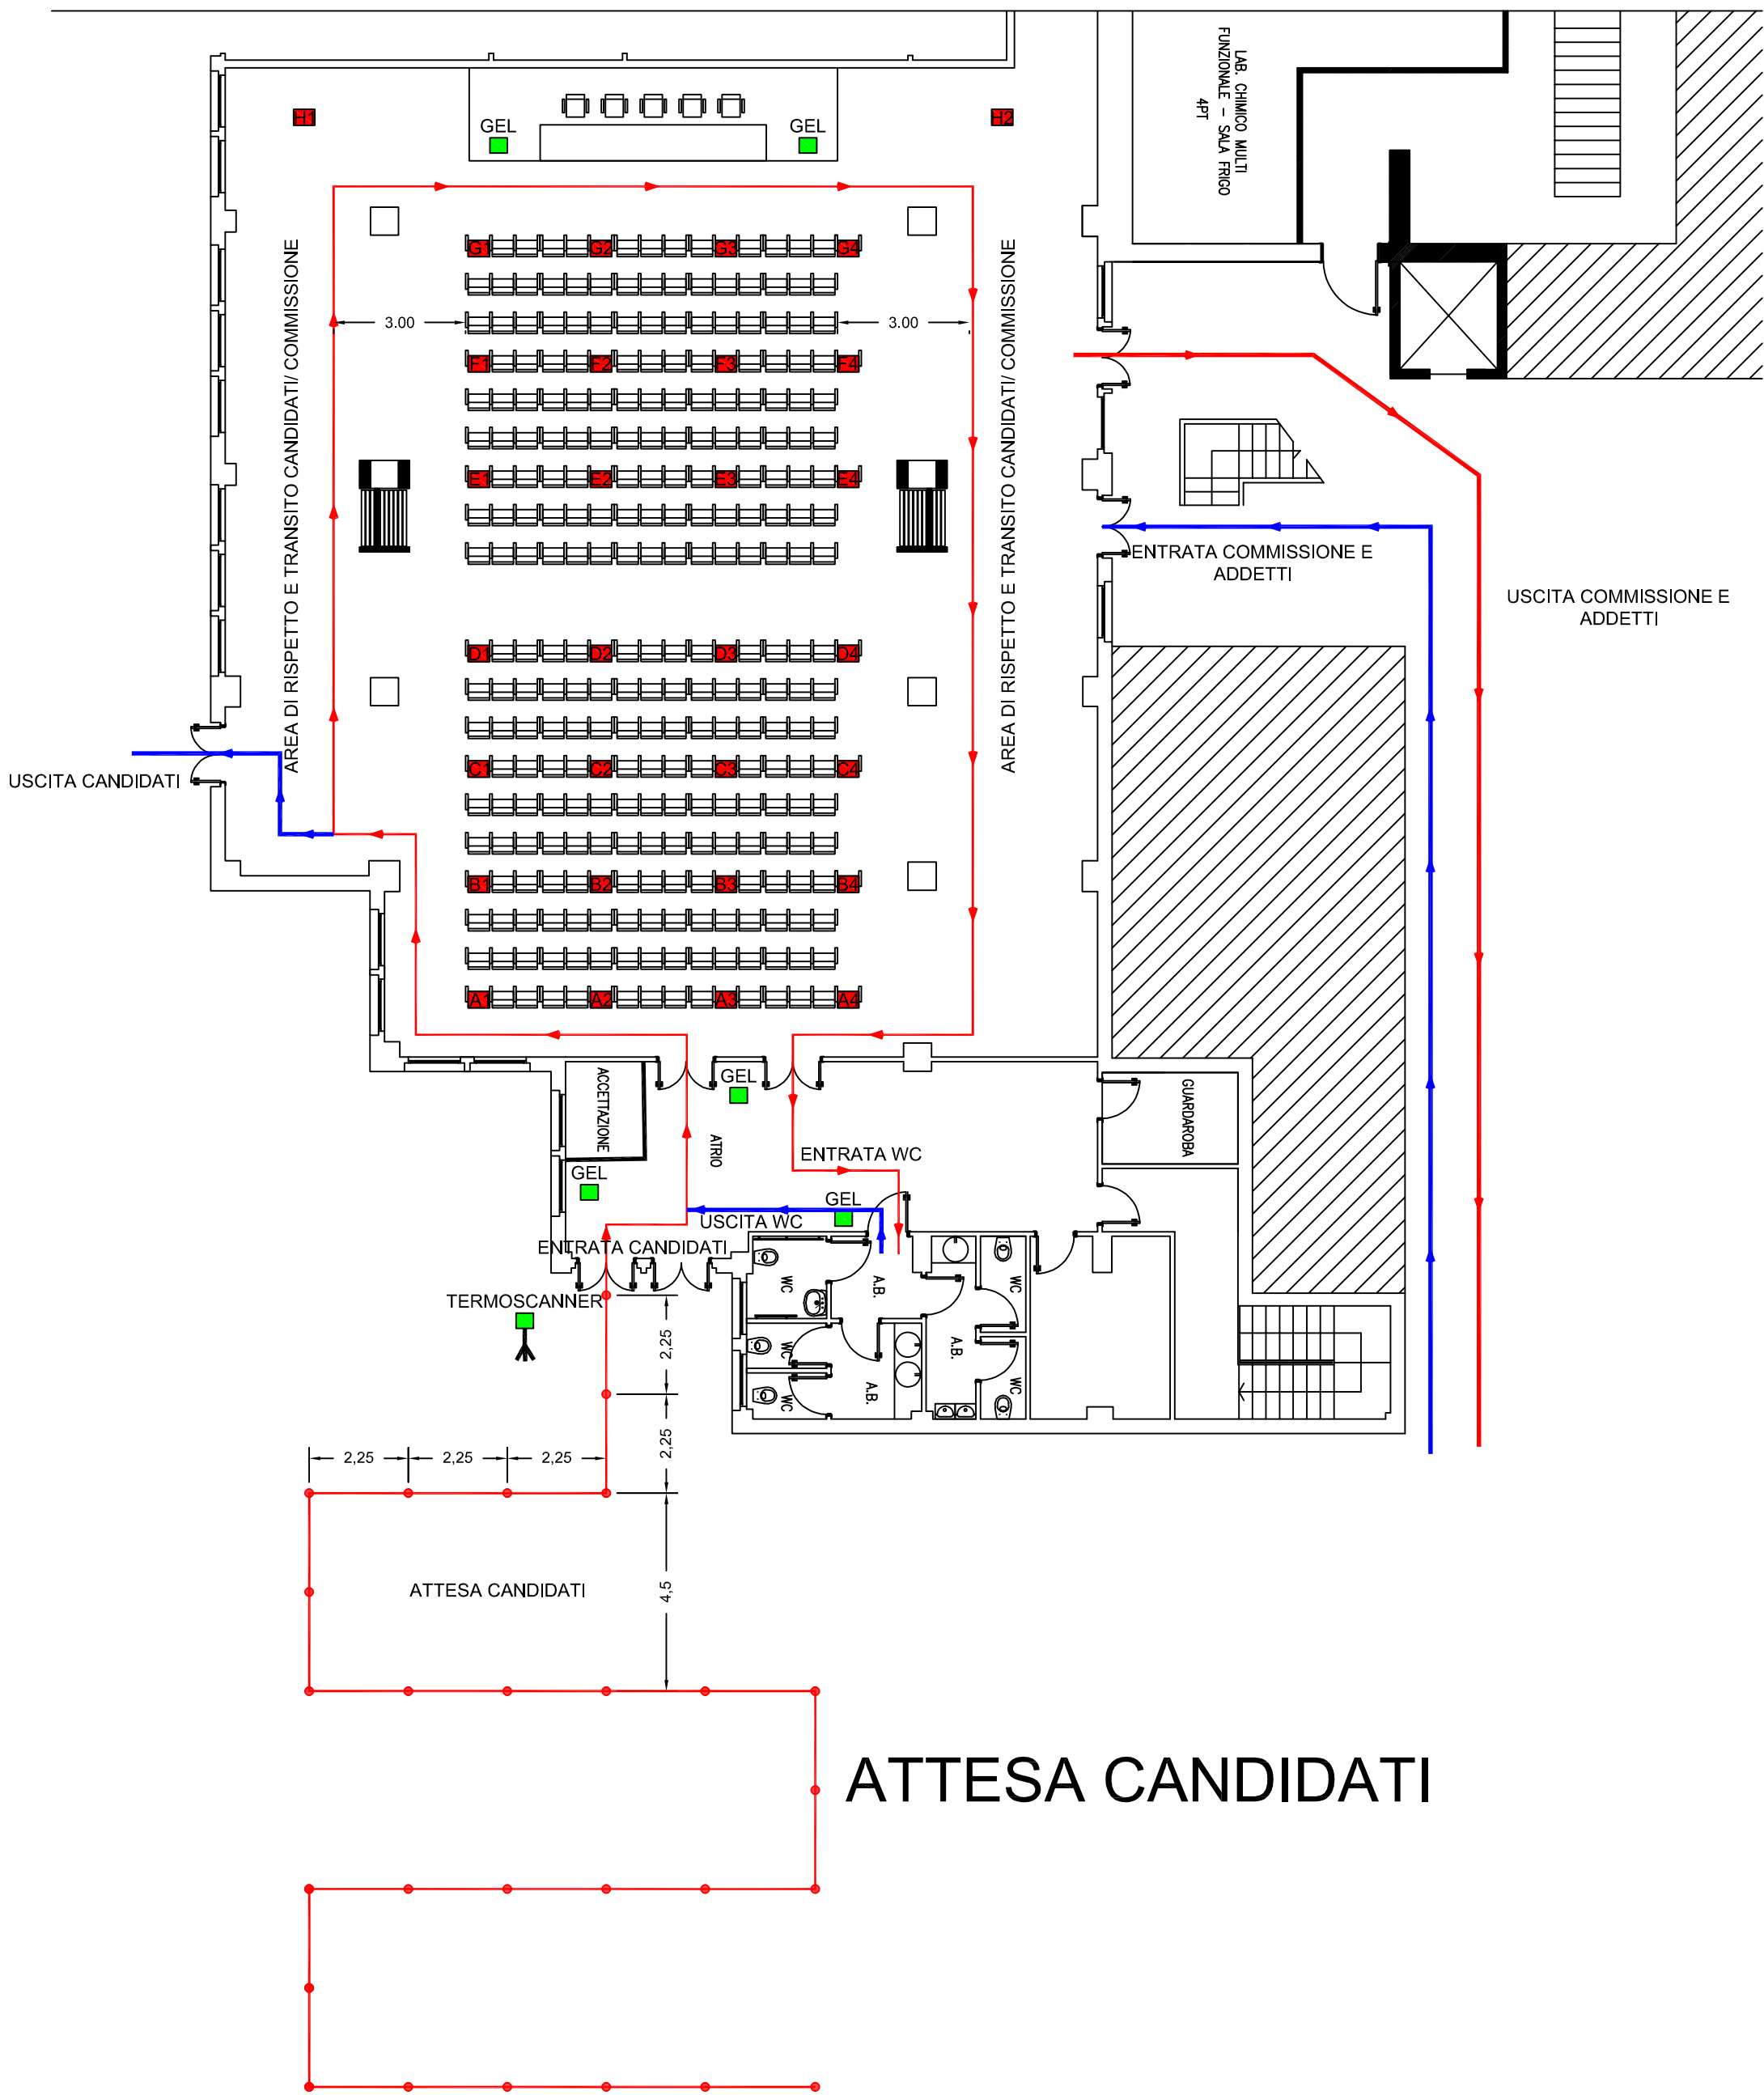 LAB. CHIMICO MULTI
FUNZIONALE - SALA FRIGO
4PT
H1
H2
GEL
GEL
G1
G2
G3
G4
AREA DI RISPETTO E TRANSITO CANDIDATI/ COMMISSIONE
AREA DI RISPETTO E TRANSITO CANDIDATI/ COMMISSIONE
3.00
3.00
F1
F2
F3
F4
E1
E2
E3
E4
ENTRATA COMMISSIONE E
ADDETTI
USCITA COMMISSIONE E
ADDETTI
D1
D2
D3
D4
USCITA CANDIDATI
C1
C2
C3
C4
B1
B2
B3
B4
A1
A2
A3
A4
ACCETTAZIONE
GEL
ATRIO
GUARDAROBA
ENTRATA WC
GEL
GEL
USCITA WC
ENTRATA CANDIDATI
WC
A.B.
WC
TERMOSCANNER
2,25
WC
A.B.
WC
WC
A.B.
2,25
2,25
2,25
2,25
ATTESA CANDIDATI
4,5
ATTESA CANDIDATI